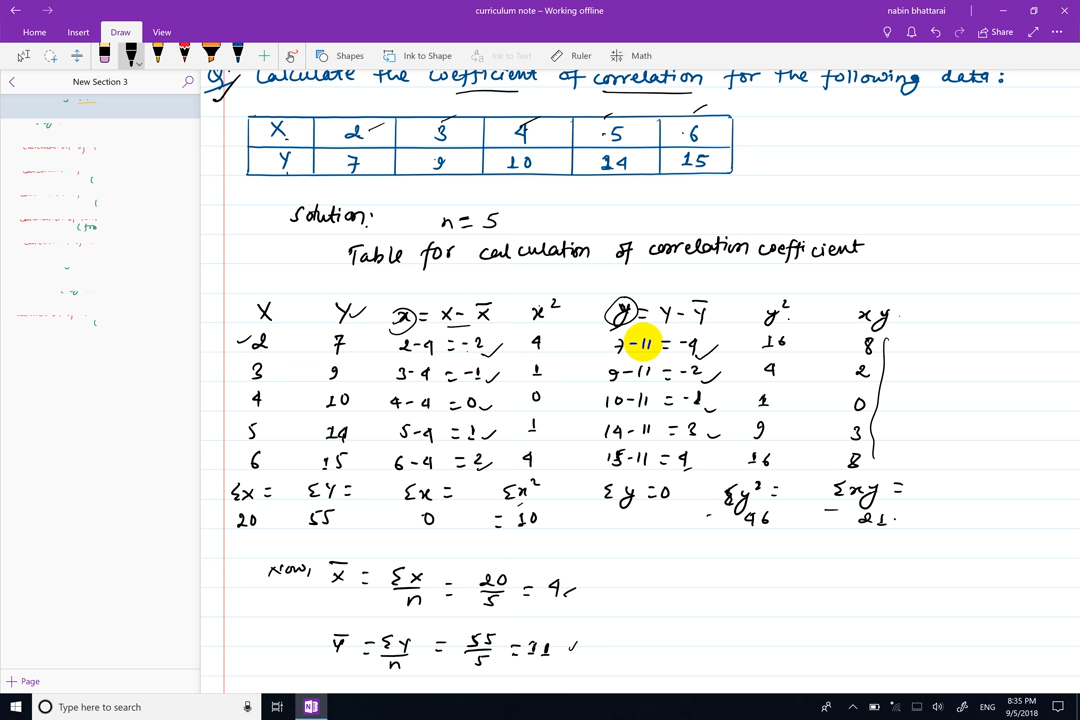 curriculum note – Working offline
nabin bhattarai
Home Insert Draw View
Share
Shapes Ink to Shape Ink to Text Ruler Math
New Section 3
Q. Calculate the coefficient of correlation for the following data:
X 2 3 4 5 6
Y 7 9 10 14 15
Solution: n = 5
Table for calculation of correlation coefficient
X Y x = X - X̅ x² y = Y - Y̅ y² xy
2 7 2-4 = -2 4 7-11 = -4 16 8
3 9 3-4 = -1 1 9-11 = -2 4 2
4 10 4-4 = 0 0 10-11 = -1 1 0
5 14 5-4 = 1 1 14-11 = 3 9 3
6 15 6-4 = 2 4 15-11 = 4 16 8
ΣX = ΣY = Σx = Σx² Σy = 0 Σy² = Σxy =
20 55 0 = 10 46 21.
Now, X̅ = ΣX/n = 20/5 = 4
Y̅ = ΣY/n = 55/5 = 11
Page
Type here to search
ENG
8:35 PM
9/5/2018